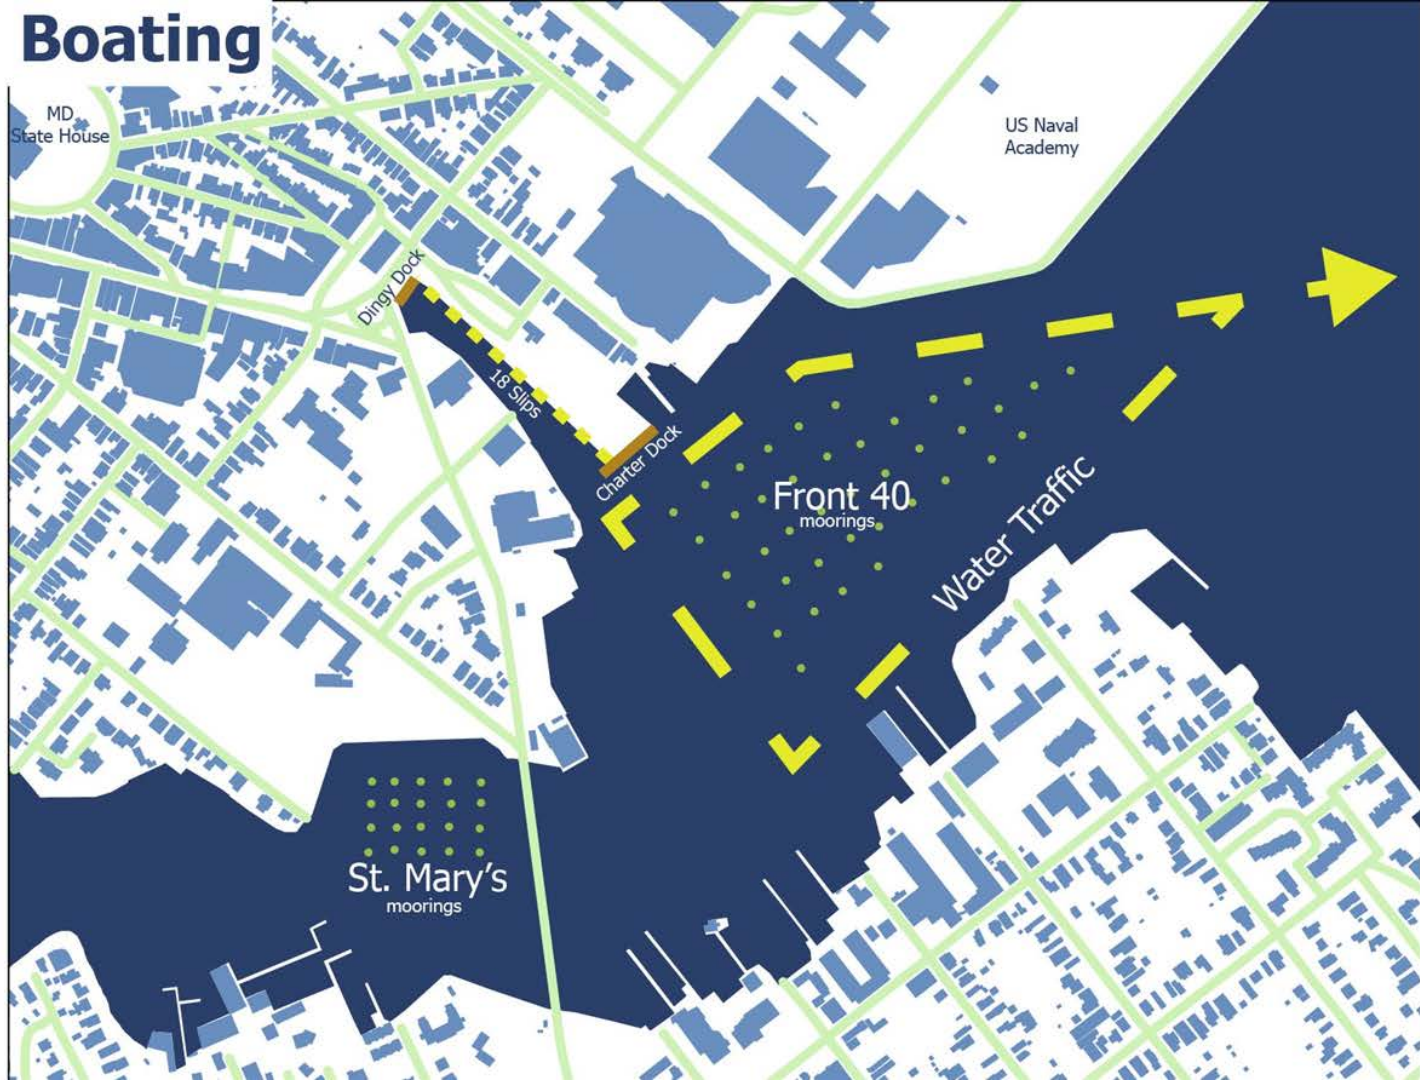 Boating
MD
State House
US Naval
Academy
Dingy Dock
18 Slips
Charter Dock
Front 40
moorings
Water Traffic
St. Mary's
moorings